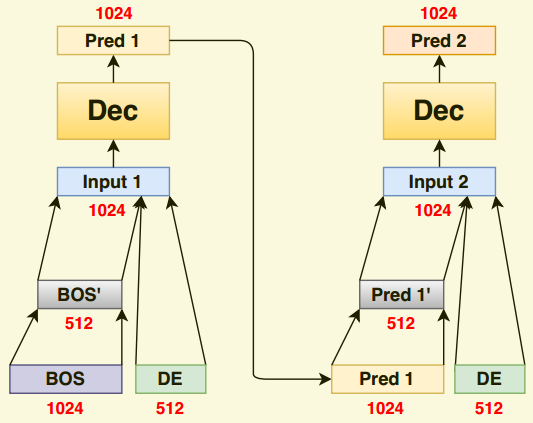 1024
Pred 1
Dec
Input 1
1024
BOS'
512
BOS
DE
1024
512
1024
Pred 2
Dec
Input 2
1024
Pred 1'
512
Pred 1
DE
1024
512